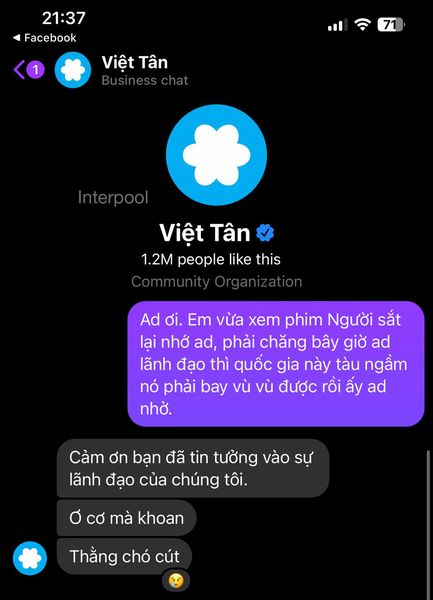 21:37
71
Facebook
1
Việt Tân
Business chat
Interpool
Việt Tân
1.2M people like this
Community Organization
Ad ơi. Em vừa xem phim Người sắt
lại nhớ ad, phải chăng bây giờ ad
lãnh đạo thì quốc gia này tàu ngầm
nó phải bay vù vù được rồi ấy ad
nhở.
Cảm ơn bạn đã tin tưởng vào sự
lãnh đạo của chúng tôi.
Ơ cơ mà khoan
Thằng chó cút